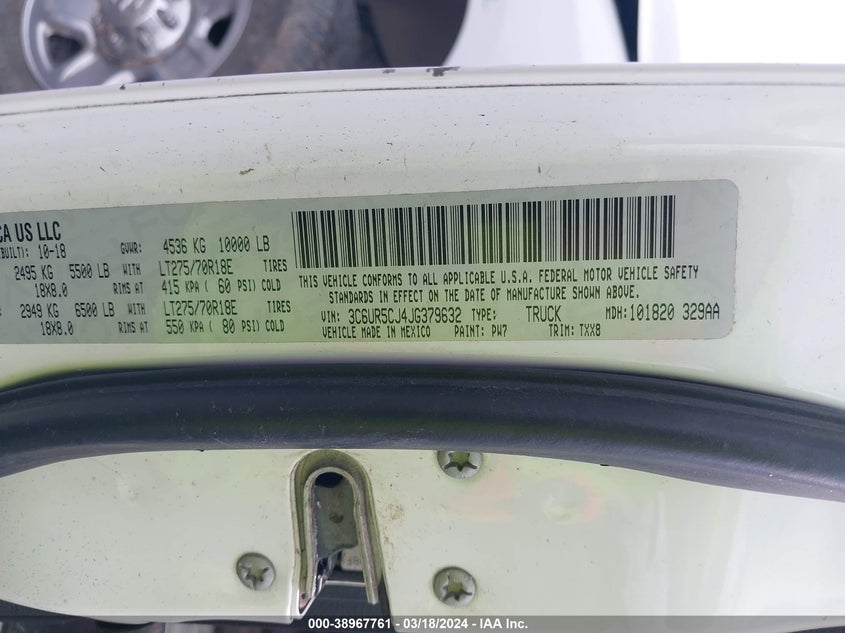 CA US LLC
(BUILT): 10-18 GVWR: 4536 KG 10000 LB
2495 KG 5500 LB WITH LT275/70R18E TIRES
18X8.0 RIMS AT 415 KPA ( 60 PSI) COLD
2949 KG 6500 LB WITH LT275/70R18E TIRES
18X8.0 RIMS AT 550 KPA ( 80 PSI) COLD
THIS VEHICLE CONFORMS TO ALL APPLICABLE U.S.A. FEDERAL MOTOR VEHICLE SAFETY
STANDARDS IN EFFECT ON THE DATE OF MANUFACTURE SHOWN ABOVE.
VIN: 3C6UR5CJ4JG379632 TYPE: TRUCK MDH: 101820 329AA
VEHICLE MADE IN MEXICO PAINT: PW7 TRIM: TXX8
000-38967761 - 03/18/2024 - IAA Inc.